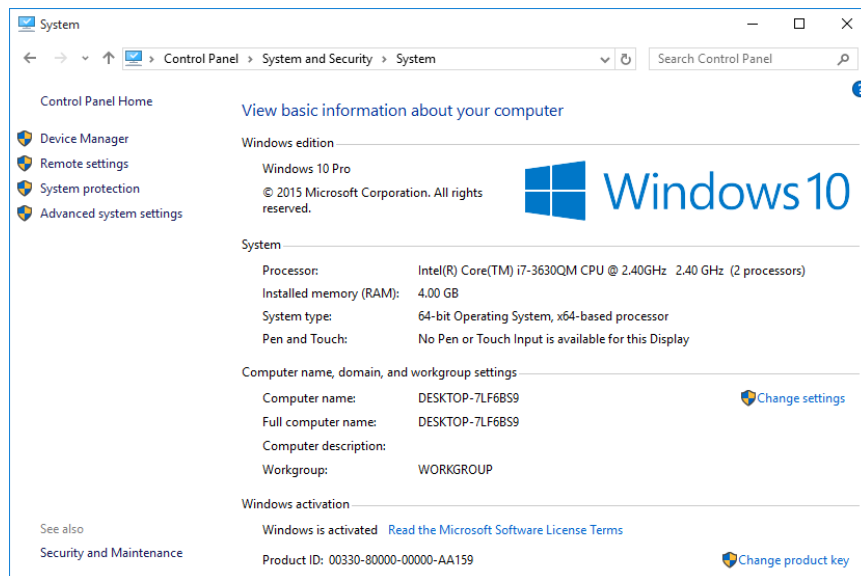 System
Control Panel > System and Security > System
Search Control Panel
Control Panel Home
Device Manager
Remote settings
System protection
Advanced system settings
See also
Security and Maintenance
View basic information about your computer
Windows edition
Windows 10 Pro
© 2015 Microsoft Corporation. All rights
reserved.
Windows 10
System
Processor: Intel(R) Core(TM) i7-3630QM CPU @ 2.40GHz 2.40 GHz (2 processors)
Installed memory (RAM): 4.00 GB
System type: 64-bit Operating System, x64-based processor
Pen and Touch: No Pen or Touch Input is available for this Display
Computer name, domain, and workgroup settings
Computer name: DESKTOP-7LF6BS9
Change settings
Full computer name: DESKTOP-7LF6BS9
Computer description:
Workgroup: WORKGROUP
Windows activation
Windows is activated Read the Microsoft Software License Terms
Product ID: 00330-80000-00000-AA159
Change product key